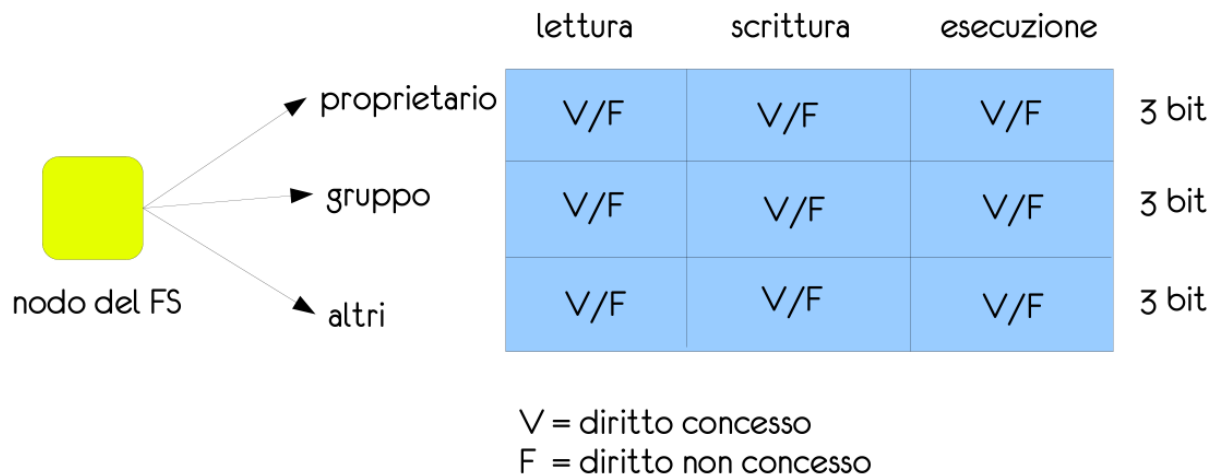 lettura scrittura esecuzione
proprietario V/F V/F V/F 3 bit
gruppo V/F V/F V/F 3 bit
nodo del FS
altri V/F V/F V/F 3 bit
V = diritto concesso
F = diritto non concesso